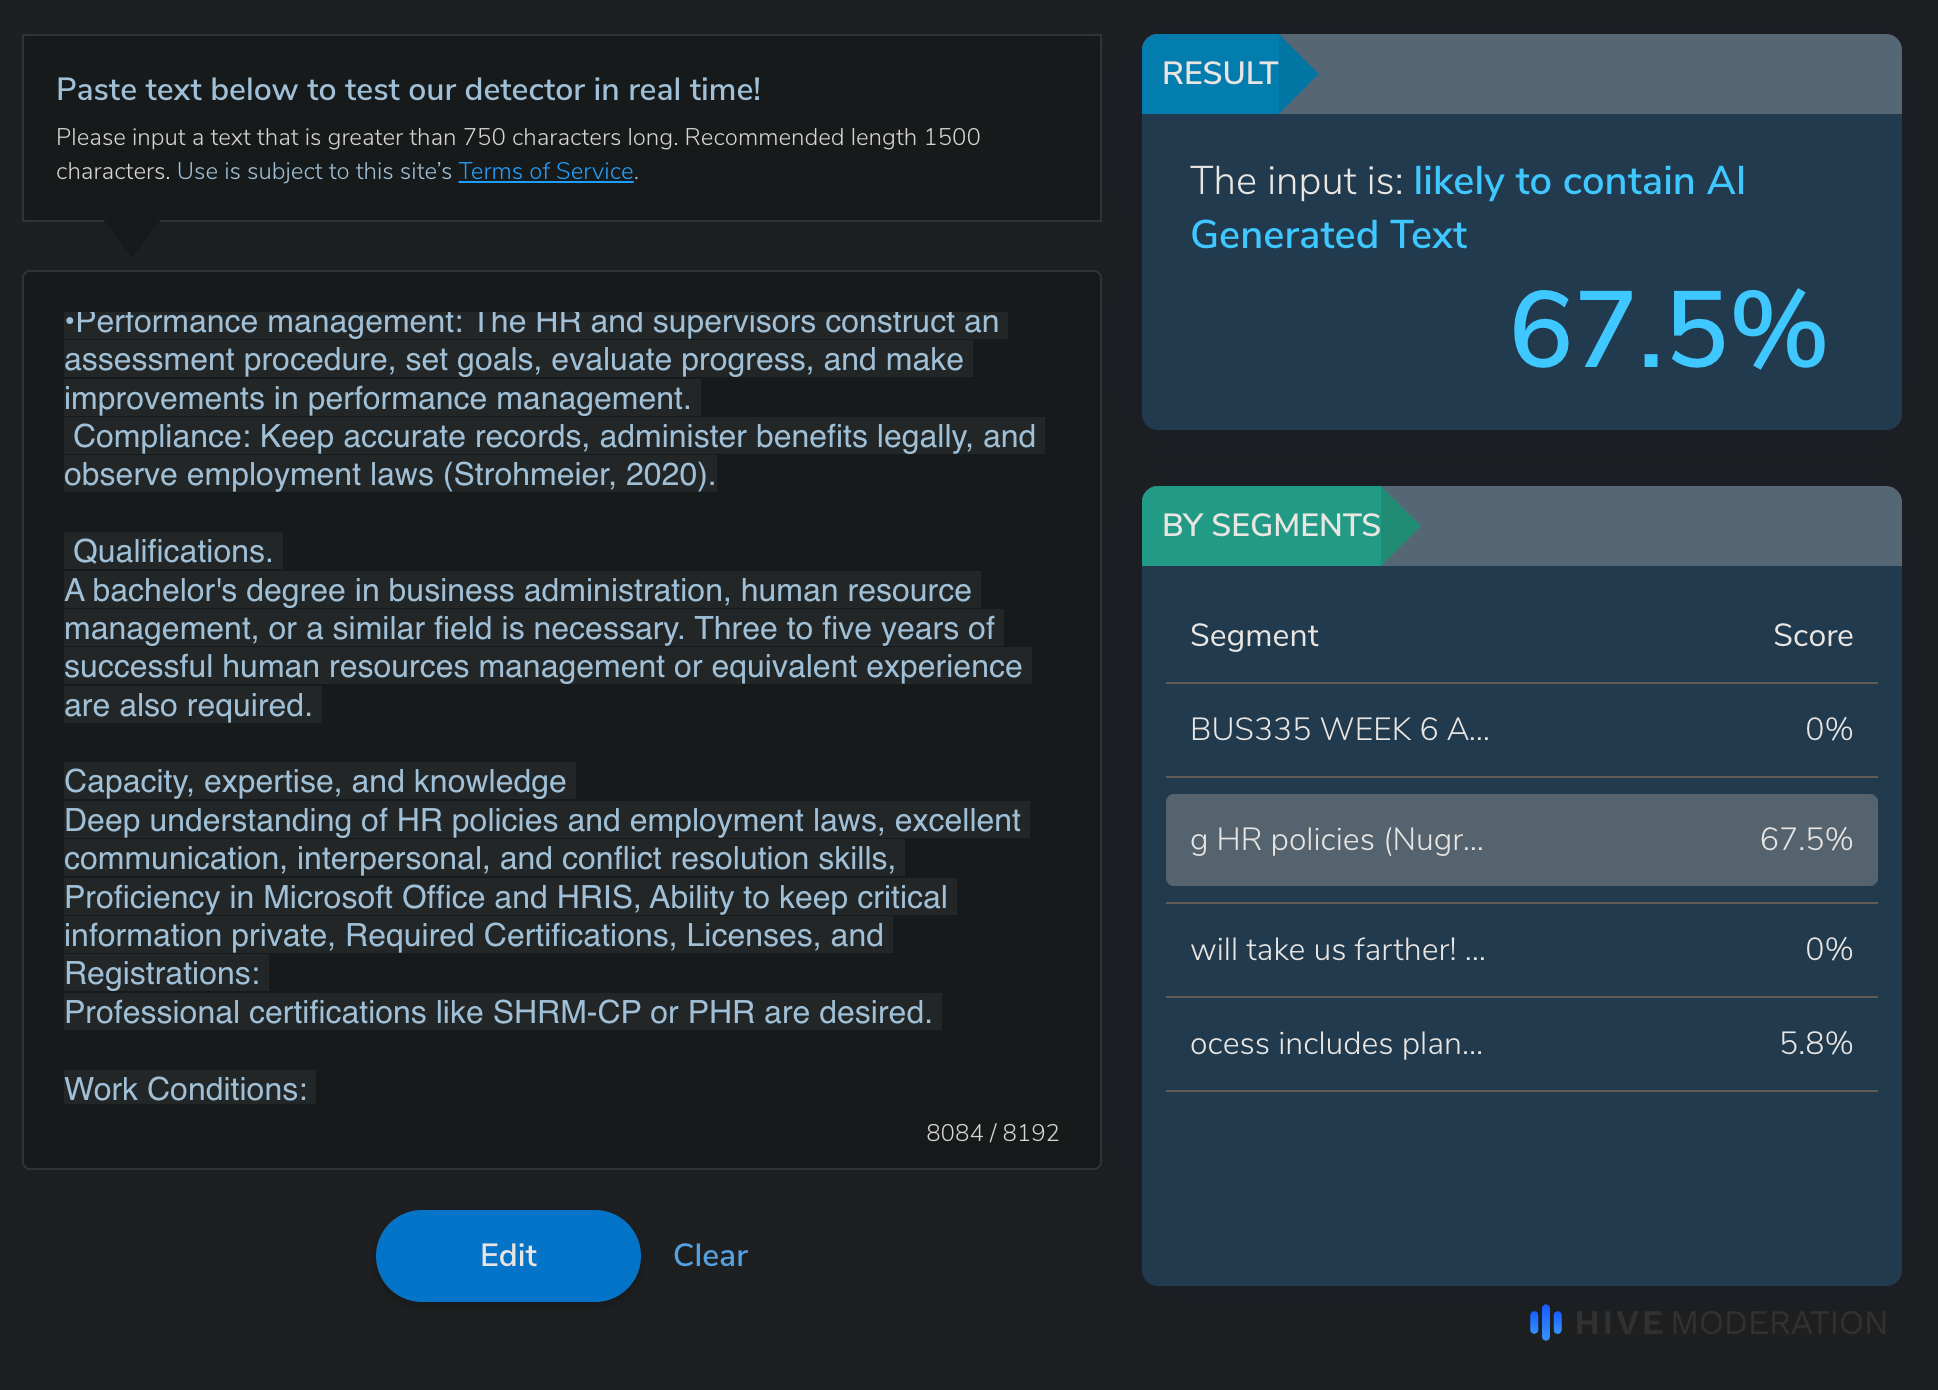 Paste text below to test our detector in real time!
Please input a text that is greater than 750 characters long. Recommended length 1500
characters. Use is subject to this site's Terms of Service.
•Performance management: The HR and supervisors construct an
assessment procedure, set goals, evaluate progress, and make
improvements in performance management.
Compliance: Keep accurate records, administer benefits legally, and
observe employment laws (Strohmeier, 2020).
Qualifications.
A bachelor's degree in business administration, human resource
management, or a similar field is necessary. Three to five years of
successful human resources management or equivalent experience
are also required.
Capacity, expertise, and knowledge
Deep understanding of HR policies and employment laws, excellent
communication, interpersonal, and conflict resolution skills,
Proficiency in Microsoft Office and HRIS, Ability to keep critical
information private, Required Certifications, Licenses, and
Registrations:
Professional certifications like SHRM-CP or PHR are desired.
Work Conditions:
8084 / 8192
Edit
Clear
RESULT
The input is: likely to contain AI
Generated Text
67.5%
BY SEGMENTS
Segment Score
BUS335 WEEK 6 A... 0%
g HR policies (Nugr... 67.5%
will take us farther! ... 0%
ocess includes plan... 5.8%
HIVE MODERATION